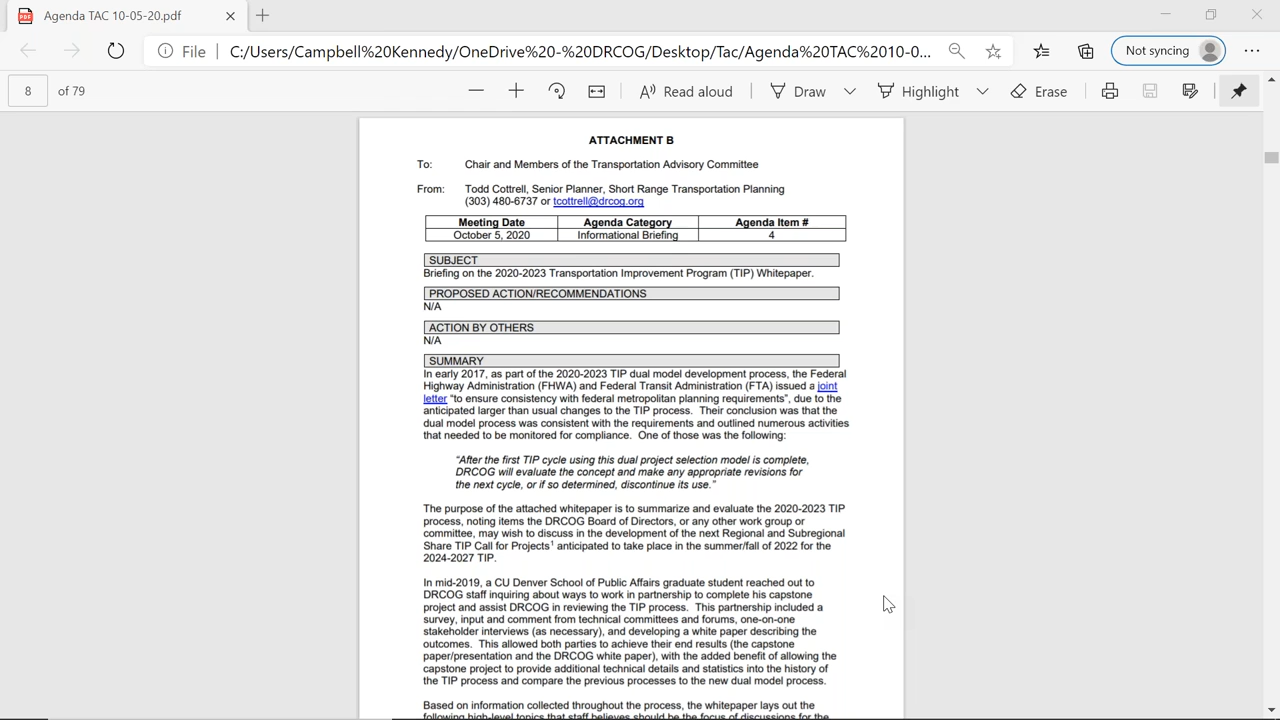 Agenda TAC 10-05-20.pdf
File C:/Users/Campbell%20Kennedy/OneDrive%20-%20DRCOG/Desktop/Tac/Agenda%20TAC%2010-0... Not syncing
8 of 79 Read aloud Draw Highlight Erase
ATTACHMENT B
To: Chair and Members of the Transportation Advisory Committee
From: Todd Cottrell, Senior Planner, Short Range Transportation Planning
(303) 480-6737 or tcottrell@drcog.org
Meeting Date Agenda Category Agenda Item #
October 5, 2020 Informational Briefing 4
SUBJECT
Briefing on the 2020-2023 Transportation Improvement Program (TIP) Whitepaper.
PROPOSED ACTION/RECOMMENDATIONS
N/A
ACTION BY OTHERS
N/A
SUMMARY
In early 2017, as part of the 2020-2023 TIP dual model development process, the Federal
Highway Administration (FHWA) and Federal Transit Administration (FTA) issued a joint
letter “to ensure consistency with federal metropolitan planning requirements”, due to the
anticipated larger than usual changes to the TIP process. Their conclusion was that the
dual model process was consistent with the requirements and outlined numerous activities
that needed to be monitored for compliance. One of those was the following:
“After the first TIP cycle using this dual project selection model is complete,
DRCOG will evaluate the concept and make any appropriate revisions for
the next cycle, or if so determined, discontinue its use.”
The purpose of the attached whitepaper is to summarize and evaluate the 2020-2023 TIP
process, noting items the DRCOG Board of Directors, or any other work group or
committee, may wish to discuss in the development of the next Regional and Subregional
Share TIP Call for Projects¹ anticipated to take place in the summer/fall of 2022 for the
2024-2027 TIP.
In mid-2019, a CU Denver School of Public Affairs graduate student reached out to
DRCOG staff inquiring about ways to work in partnership to complete his capstone
project and assist DRCOG in reviewing the TIP process. This partnership included a
survey, input and comment from technical committees and forums, one-on-one
stakeholder interviews (as necessary), and developing a white paper describing the
outcomes. This allowed both parties to achieve their end results (the capstone
paper/presentation and the DRCOG white paper), with the added benefit of allowing the
capstone project to provide additional technical details and statistics into the history of
the TIP process and compare the previous processes to the new dual model process.
Based on information collected throughout the process, the whitepaper lays out the
following high-level topics that staff believes should be the focus of discussions for the